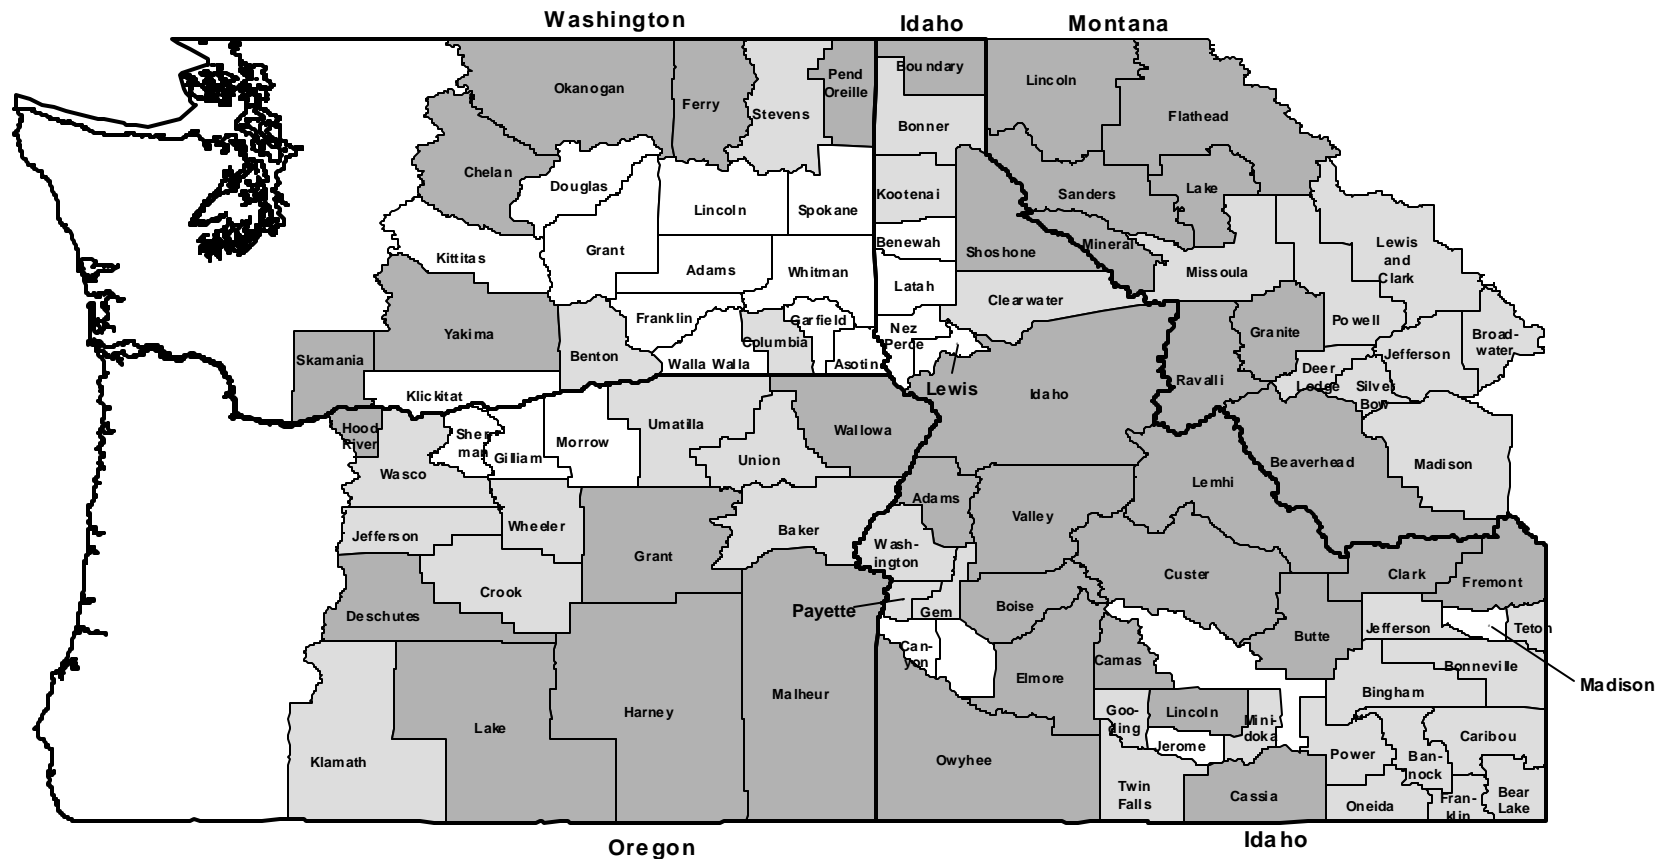 Washington
Idaho
Montana
Okanogan
Ferry
Stevens
Pend
Oreille
Boundary
Lincoln
Flathead
Bonner
Chelan
Douglas
Lincoln
Spokane
Kootenai
Sanders
Lake
Kittitas
Grant
Adams
Whitman
Benewah
Shoshone
Mineral
Missoula
Lewis
and
Clark
Latah
Clearwater
Powell
Broad-
water
Yakima
Franklin
Garfield
Nez
Perce
Granite
Jefferson
Skamania
Benton
Columbia
Walla Walla
Asotin
Deer
Lodge
Silver
Bow
Klickitat
Lewis
Idaho
Ravalli
Hood
River
Sher
man
Gilliam
Morrow
Umatilla
Wallowa
Union
Wasco
Beaverhead
Madison
Lemhi
Adams
Valley
Jefferson
Wheeler
Baker
Wash-
ington
Grant
Crook
Custer
Clark
Fremont
Deschutes
Payette
Gem
Boise
Butte
Jefferson
Teton
Can-
yon
Camas
Elmore
Bonneville
Madison
Bingham
Malheur
Harney
Lake
Klamath
Goo-
ding
Lincoln
Mini-
doka
Jerome
Owyhee
Power
Ban-
nock
Caribou
Twin
Falls
Cassia
Oneida
Fran-
klin
Bear
Lake
Oregon
Idaho